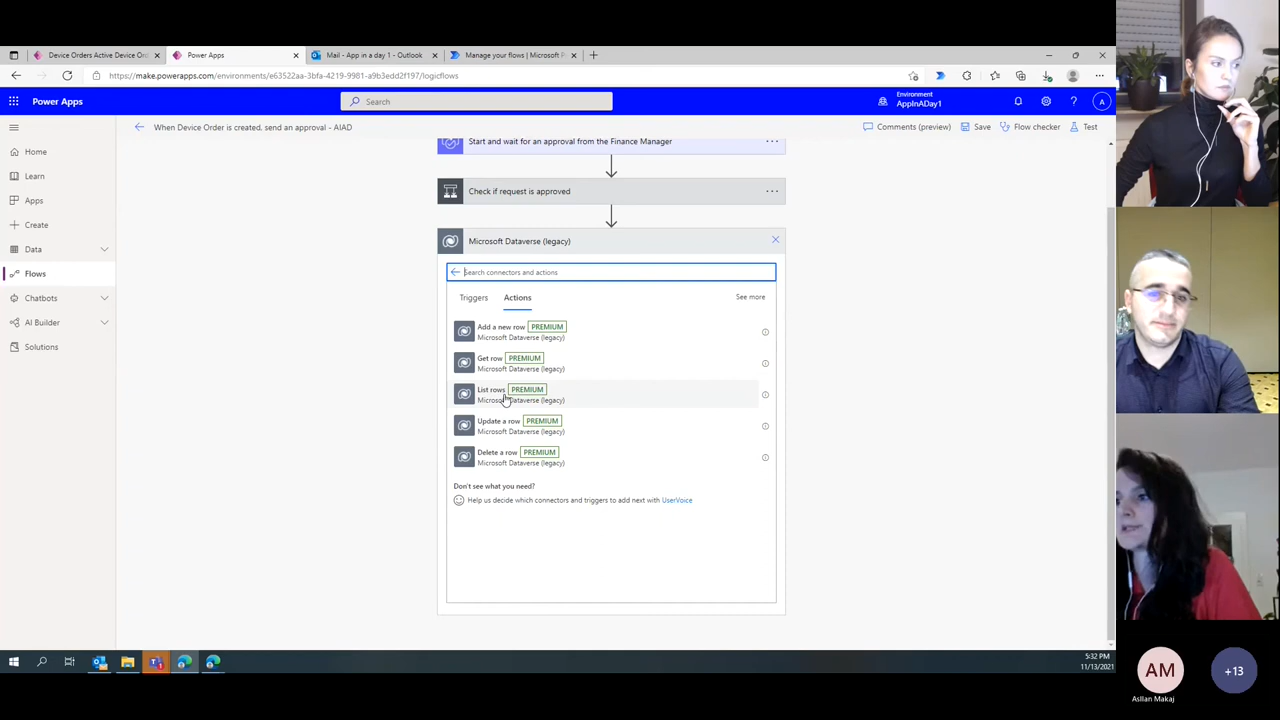 Device Orders Active Device Or
Power Apps
Mail - App in a day 1 - Outlook
Manage your flows | Microsoft P
https://make.powerapps.com/environments/e63522aa-3bfa-4219-9981-a9b3edd2f197/logicflows
Power Apps
Search
Environment
AppInADay1
A
When Device Order is created, send an approval - AIAD
Comments (preview)
Save
Flow checker
Test
Home
Learn
Apps
Create
Data
Flows
Chatbots
AI Builder
Solutions
Start and wait for an approval from the Finance Manager
Check if request is approved
Microsoft Dataverse (legacy)
Search connectors and actions
Triggers
Actions
See more
Add a new row PREMIUM
Microsoft Dataverse (legacy)
Get row PREMIUM
Microsoft Dataverse (legacy)
List rows PREMIUM
Microsoft Dataverse (legacy)
Update a row PREMIUM
Microsoft Dataverse (legacy)
Delete a row PREMIUM
Microsoft Dataverse (legacy)
Don't see what you need?
Help us decide which connectors and triggers to add next with UserVoice
5:32 PM
11/13/2021
AM
Asllan Makaj
+13